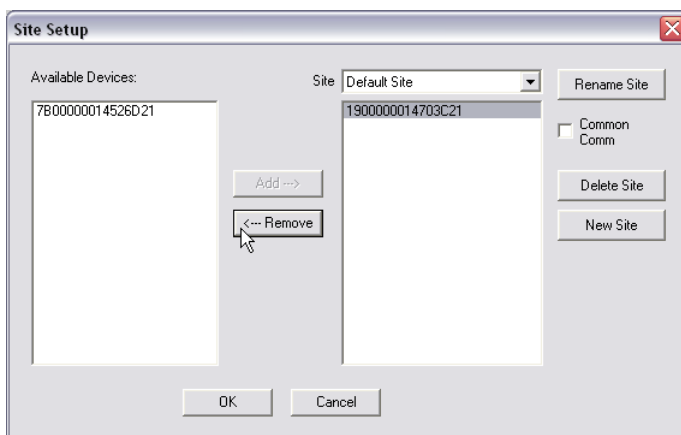 Site Setup
Available Devices:
Site
Default Site
Rename Site
7B00000014526D21
1900000014703C21
Common
Comm
Add --->
Delete Site
<--- Remove
New Site
OK
Cancel